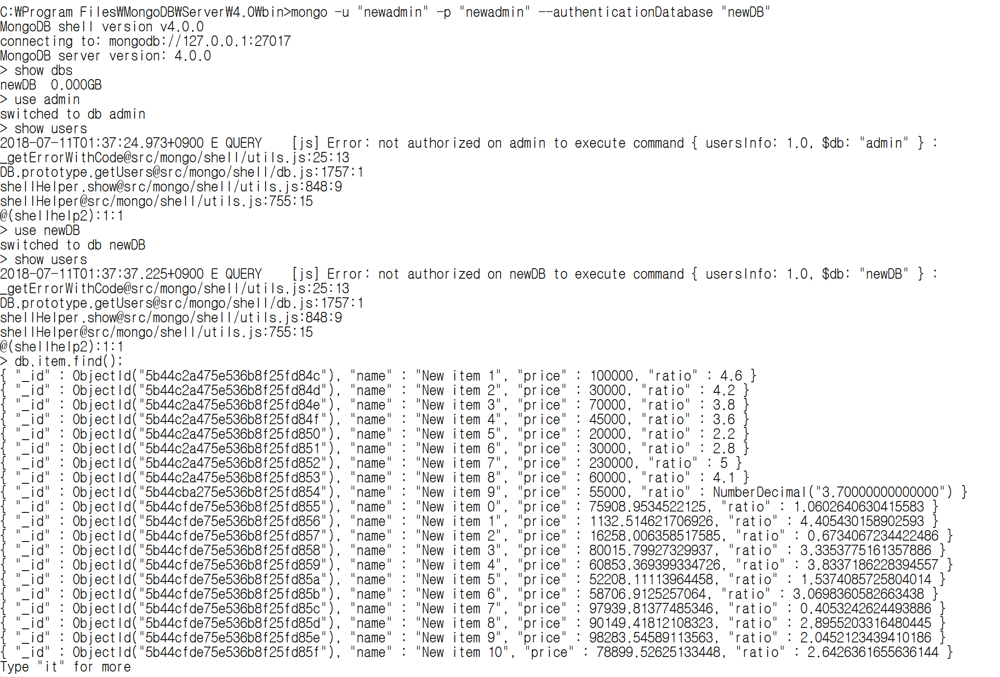 C:₩Program Files₩MongoDB₩Server₩4.0₩bin>mongo -u "newadmin" -p "newadmin" --authenticationDatabase "newDB"
MongoDB shell version v4.0.0
connecting to: mongodb://127.0.0.1:27017
MongoDB server version: 4.0.0
> show dbs
newDB  0.000GB
> use admin
switched to db admin
> show users
2018-07-11T01:37:24.973+0900 E QUERY    [js] Error: not authorized on admin to execute command { usersInfo: 1.0, $db: "admin" } :
_getErrorWithCode@src/mongo/shell/utils.js:25:13
DB.prototype.getUsers@src/mongo/shell/db.js:1757:1
shellHelper.show@src/mongo/shell/utils.js:848:9
shellHelper@src/mongo/shell/utils.js:755:15
@(shellhelp2):1:1
> use newDB
switched to db newDB
> show users
2018-07-11T01:37:37.225+0900 E QUERY    [js] Error: not authorized on newDB to execute command { usersInfo: 1.0, $db: "newDB" } :
_getErrorWithCode@src/mongo/shell/utils.js:25:13
DB.prototype.getUsers@src/mongo/shell/db.js:1757:1
shellHelper.show@src/mongo/shell/utils.js:848:9
shellHelper@src/mongo/shell/utils.js:755:15
@(shellhelp2):1:1
> db.item.find();
{ "_id" : ObjectId("5b44c2a475e536b8f25fd84c"), "name" : "New item 1", "price" : 100000, "ratio" : 4.6 }
{ "_id" : ObjectId("5b44c2a475e536b8f25fd84d"), "name" : "New item 2", "price" : 30000, "ratio" : 4.2 }
{ "_id" : ObjectId("5b44c2a475e536b8f25fd84e"), "name" : "New item 3", "price" : 70000, "ratio" : 3.8 }
{ "_id" : ObjectId("5b44c2a475e536b8f25fd84f"), "name" : "New item 4", "price" : 45000, "ratio" : 3.6 }
{ "_id" : ObjectId("5b44c2a475e536b8f25fd850"), "name" : "New item 5", "price" : 20000, "ratio" : 2.2 }
{ "_id" : ObjectId("5b44c2a475e536b8f25fd851"), "name" : "New item 6", "price" : 30000, "ratio" : 2.8 }
{ "_id" : ObjectId("5b44c2a475e536b8f25fd852"), "name" : "New item 7", "price" : 230000, "ratio" : 5 }
{ "_id" : ObjectId("5b44c2a475e536b8f25fd853"), "name" : "New item 8", "price" : 60000, "ratio" : 4.1 }
{ "_id" : ObjectId("5b44cba275e536b8f25fd854"), "name" : "New item 9", "price" : 55000, "ratio" : NumberDecimal("3.70000000000000") }
{ "_id" : ObjectId("5b44cfde75e536b8f25fd855"), "name" : "New item 0", "price" : 75908.9534522125, "ratio" : 1.0602640630415583 }
{ "_id" : ObjectId("5b44cfde75e536b8f25fd856"), "name" : "New item 1", "price" : 1132.514621706926, "ratio" : 4.405430158902593 }
{ "_id" : ObjectId("5b44cfde75e536b8f25fd857"), "name" : "New item 2", "price" : 16258.006358517585, "ratio" : 0.6734067234422486 }
{ "_id" : ObjectId("5b44cfde75e536b8f25fd858"), "name" : "New item 3", "price" : 80015.79927329937, "ratio" : 3.3353775161357886 }
{ "_id" : ObjectId("5b44cfde75e536b8f25fd859"), "name" : "New item 4", "price" : 60853.369399334726, "ratio" : 3.8337186228394557 }
{ "_id" : ObjectId("5b44cfde75e536b8f25fd85a"), "name" : "New item 5", "price" : 52208.11113964458, "ratio" : 1.5374085725804014 }
{ "_id" : ObjectId("5b44cfde75e536b8f25fd85b"), "name" : "New item 6", "price" : 58706.9125257064, "ratio" : 3.0698360582663438 }
{ "_id" : ObjectId("5b44cfde75e536b8f25fd85c"), "name" : "New item 7", "price" : 97939.81377485346, "ratio" : 0.4053242624493886 }
{ "_id" : ObjectId("5b44cfde75e536b8f25fd85d"), "name" : "New item 8", "price" : 90149.41812108323, "ratio" : 2.8955203316480445 }
{ "_id" : ObjectId("5b44cfde75e536b8f25fd85e"), "name" : "New item 9", "price" : 98283.54589113563, "ratio" : 2.0452123439410186 }
{ "_id" : ObjectId("5b44cfde75e536b8f25fd85f"), "name" : "New item 10", "price" : 78899.52625133448, "ratio" : 2.6426361655636144 }
Type "it" for more